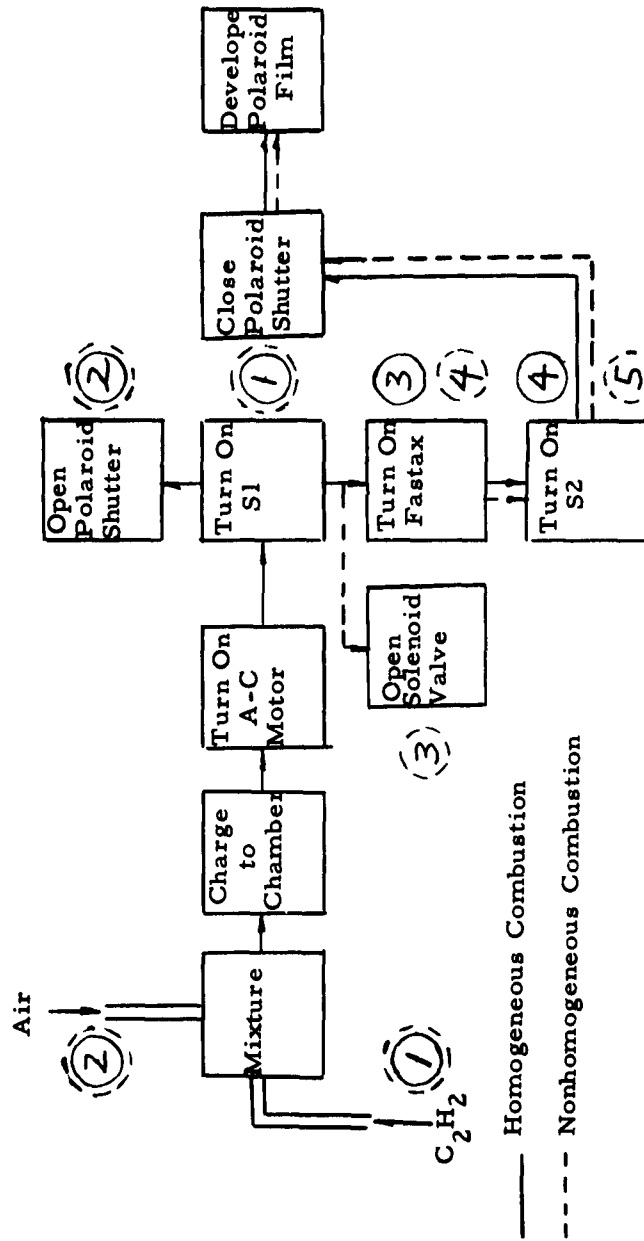 Air
2
C2H2
1
Mixture
Charge
to
Chamber
Turn On
A-C
Motor
Open
Polaroid
Shutter
2
Turn On
S1
1
Open
Solenoid
Valve
3
Turn On
Fastax
3
4
Turn On
S2
4
5
Close
Polaroid
Shutter
Develope
Polaroid
Film
Homogeneous Combustion
Nonhomogeneous Combustion